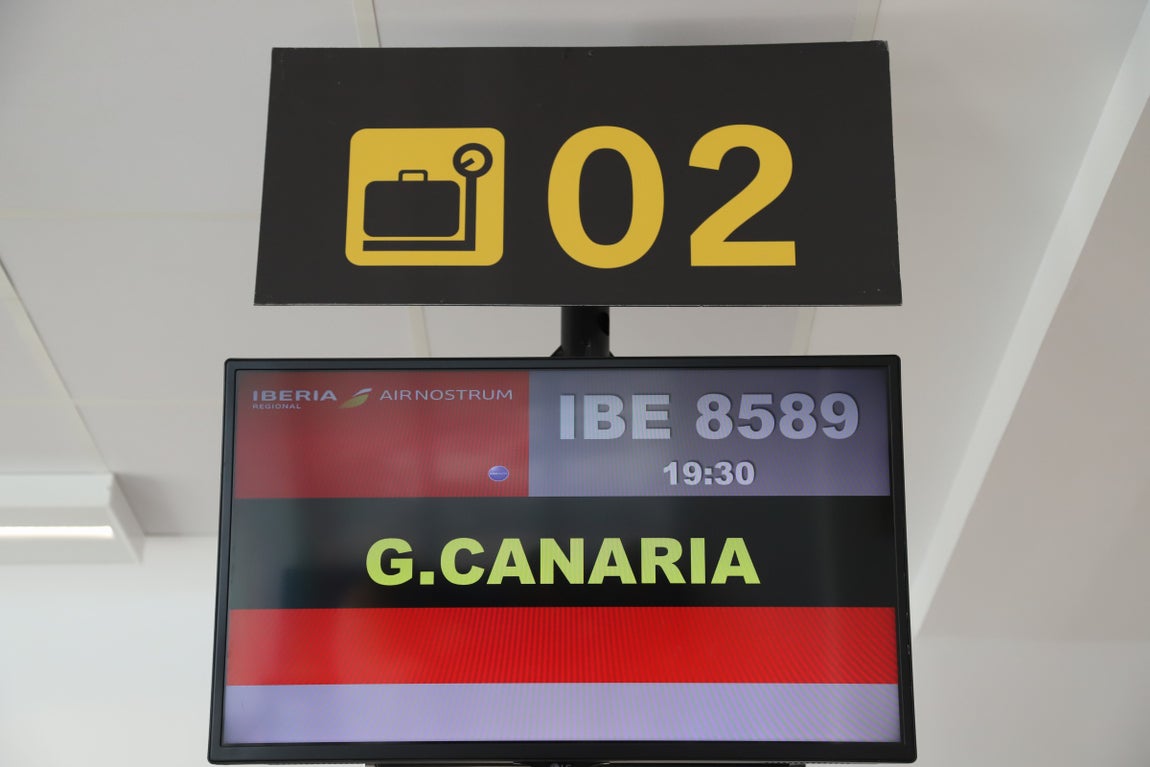 02
IBERIA AIRNOSTRUM
REGIONAL
IBE 8589
19:30
G.CANARIA